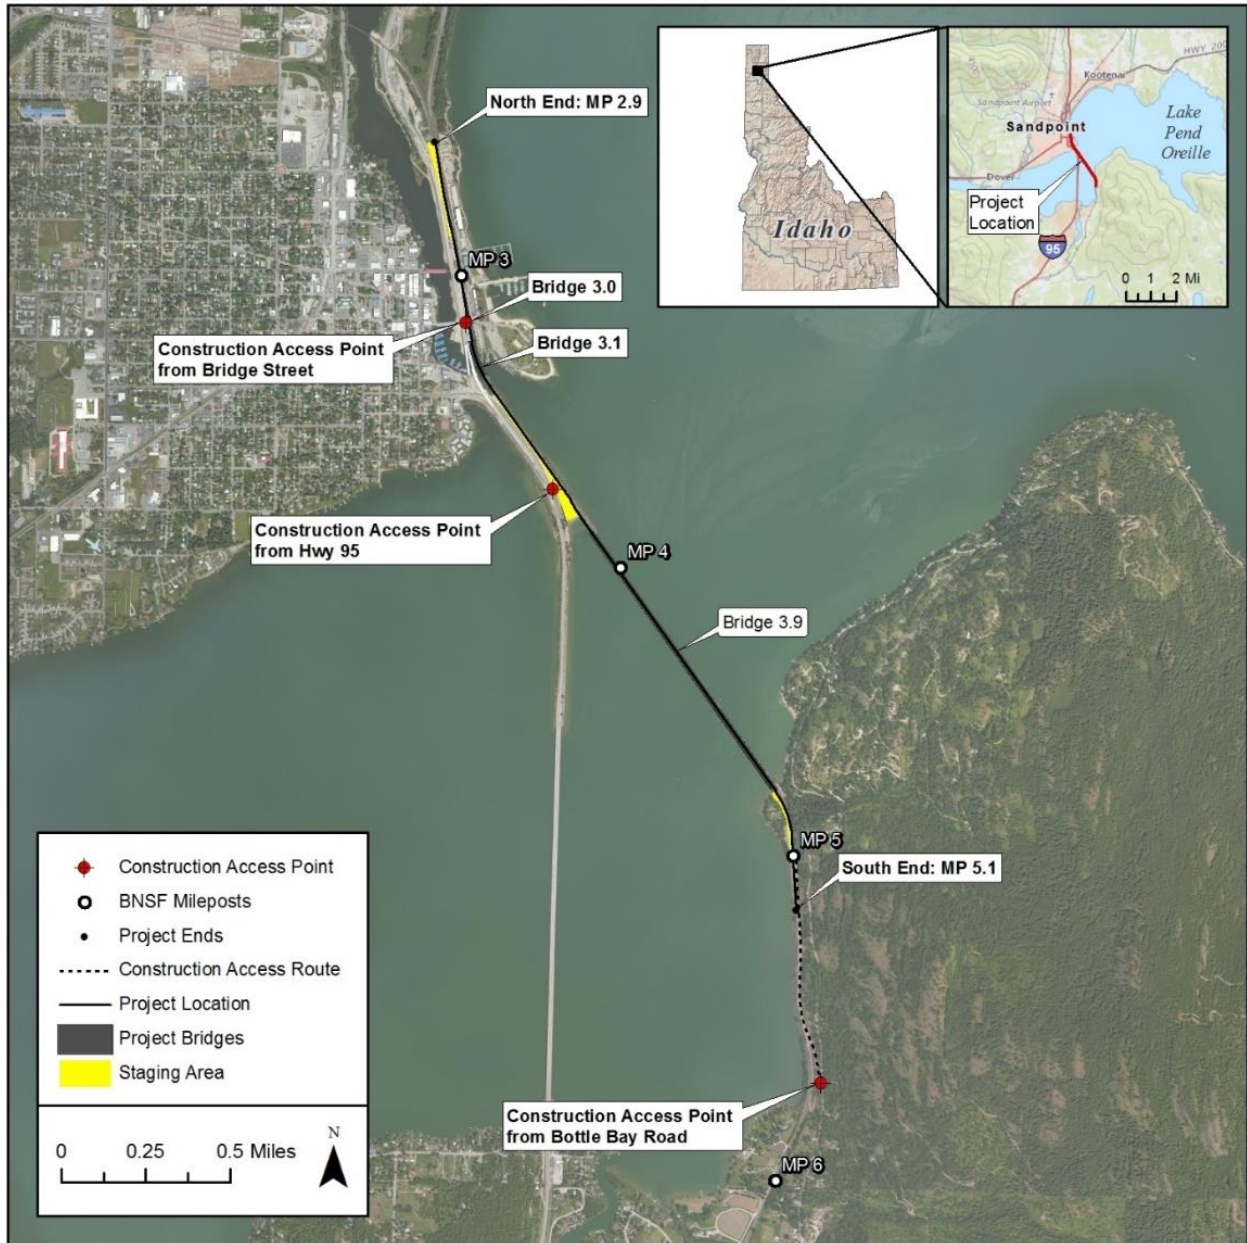 North End: MP 2.9
MP 3
Bridge 3.0
Construction Access Point
from Bridge Street
Bridge 3.1
Construction Access Point
from Hwy 95
MP 4
Bridge 3.9
MP 5
South End: MP 5.1
Construction Access Point
from Bottle Bay Road
MP 6
Idaho
HWY 200
Kootenai
Sandpoint Airport
Sandpoint
Lake
Pend
Oreille
Dover
Project
Location
95
0 1 2 Mi
Construction Access Point
BNSF Mileposts
Project Ends
Construction Access Route
Project Location
Project Bridges
Staging Area
0 0.25 0.5 Miles
N